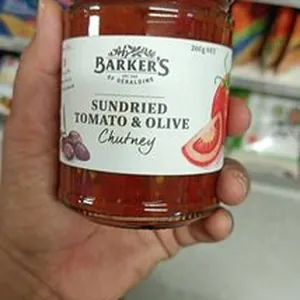 260g NET
BARKER'S
OF GERALDINE
SUNDRIED
TOMATO & OLIVE
Chutney